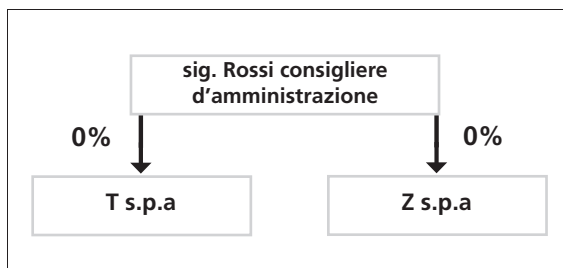 sig. Rossi consigliere
d'amministrazione
0%
0%
T s.p.a
Z s.p.a